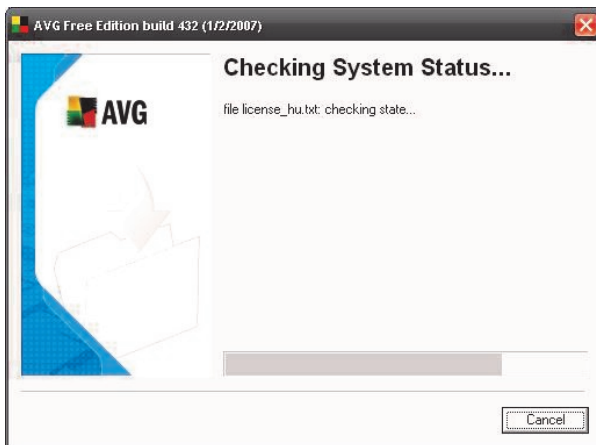 AVG Free Edition build 432 (1/2/2007)
Checking System Status...
AVG
file license_hu.txt: checking state...
Cancel